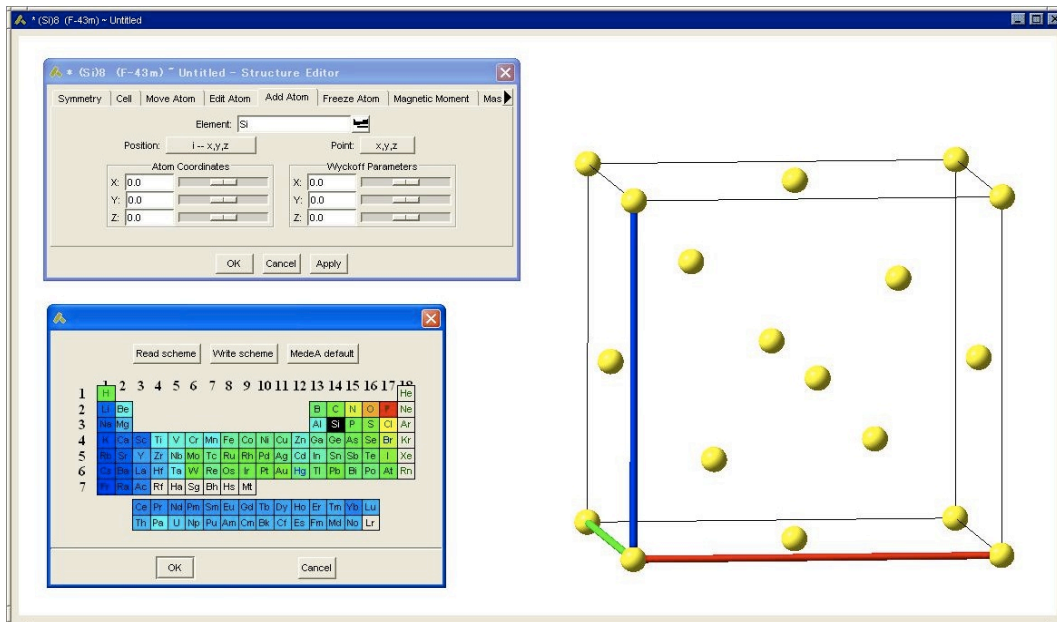 * (Si)8 (F-43m) ~ Untitled
* (Si)8 (F-43m) ~ Untitled - Structure Editor
Symmetry Cell Move Atom Edit Atom Add Atom Freeze Atom Magnetic Moment Mas
Element: Si
Position: i -- x,y,z Point: x,y,z
Atom Coordinates Wyckoff Parameters
X: 0.0 X: 0.0
Y: 0.0 Y: 0.0
Z: 0.0 Z: 0.0
OK Cancel Apply
Read scheme Write scheme MedeA default
1 2 3 4 5 6 7 8 9 10 11 12 13 14 15 16 17 18
1 H He
2 Li Be B C N O F Ne
3 Na Mg Al Si P S Cl Ar
4 K Ca Sc Ti V Cr Mn Fe Co Ni Cu Zn Ga Ge As Se Br Kr
5 Rb Sr Y Zr Nb Mo Tc Ru Rh Pd Ag Cd In Sn Sb Te I Xe
6 Cs Ba La Hf Ta W Re Os Ir Pt Au Hg Tl Pb Bi Po At Rn
7 Fr Ra Ac Rf Ha Sg Bh Hs Mt
Ce Pr Nd Pm Sm Eu Gd Tb Dy Ho Er Tm Yb Lu
Th Pa U Np Pu Am Cm Bk Cf Es Fm Md No Lr
OK Cancel